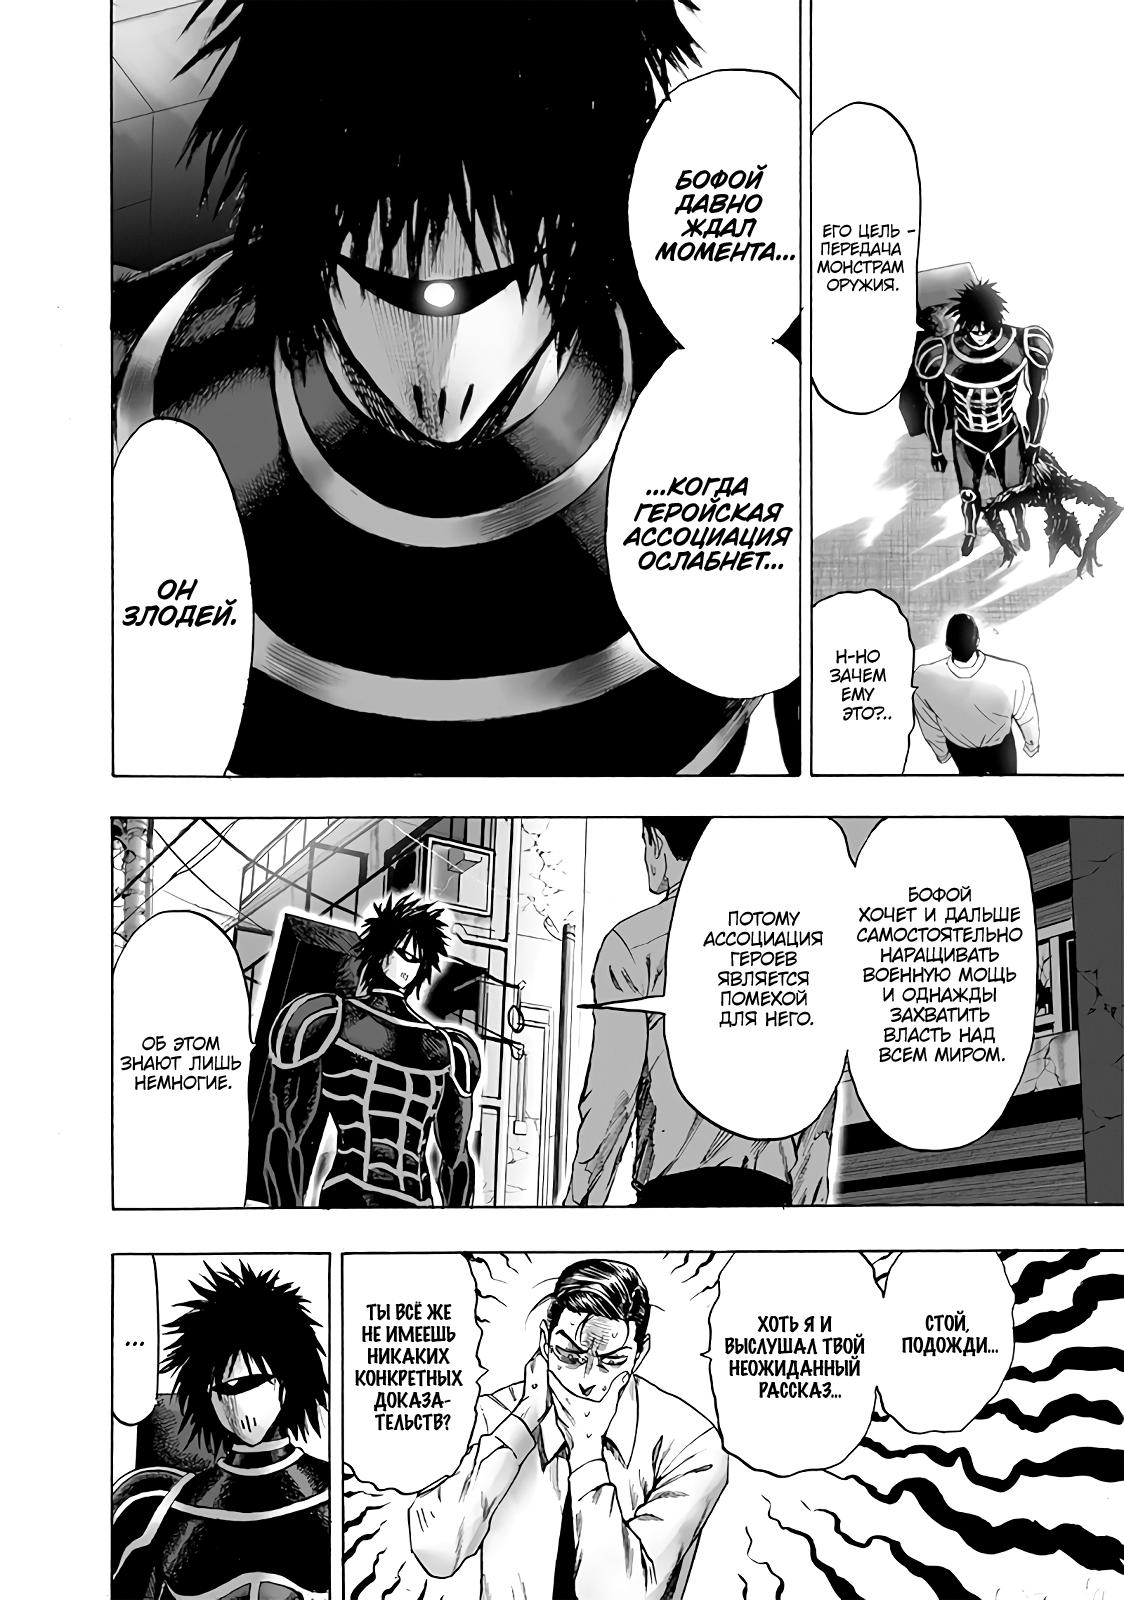 ЕГО ЦЕЛЬ –
ПЕРЕДАЧА
МОНСТРАМ
ОРУЖИЯ.
Н-НО
ЗАЧЕМ
ЕМУ
ЭТО?..
БОФОЙ
ДАВНО
ЖДАЛ
МОМЕНТА...
...КОГДА
ГЕРОЙСКАЯ
АССОЦИАЦИЯ
ОСЛАБНЕТ...
ОН
ЗЛОДЕЙ.
БОФОЙ
ХОЧЕТ И ДАЛЬШЕ
САМОСТОЯТЕЛЬНО
НАРАЩИВАТЬ
ВОЕННУЮ МОЩЬ
И ОДНАЖДЫ
ЗАХВАТИТЬ
ВЛАСТЬ НАД
ВСЕМ МИРОМ.
ПОТОМУ
АССОЦИАЦИЯ
ГЕРОЕВ
ЯВЛЯЕТСЯ
ПОМЕХОЙ
ДЛЯ НЕГО.
ОБ ЭТОМ
ЗНАЮТ ЛИШЬ
НЕМНОГИЕ.
СТОЙ,
ПОДОЖДИ...
ХОТЬ Я И
ВЫСЛУШАЛ ТВОЙ
НЕОЖИДАННЫЙ
РАССКАЗ...
ТЫ ВСЁ ЖЕ
НЕ ИМЕЕШЬ
НИКАКИХ
КОНКРЕТНЫХ
ДОКАЗА-
ТЕЛЬСТВ?
...